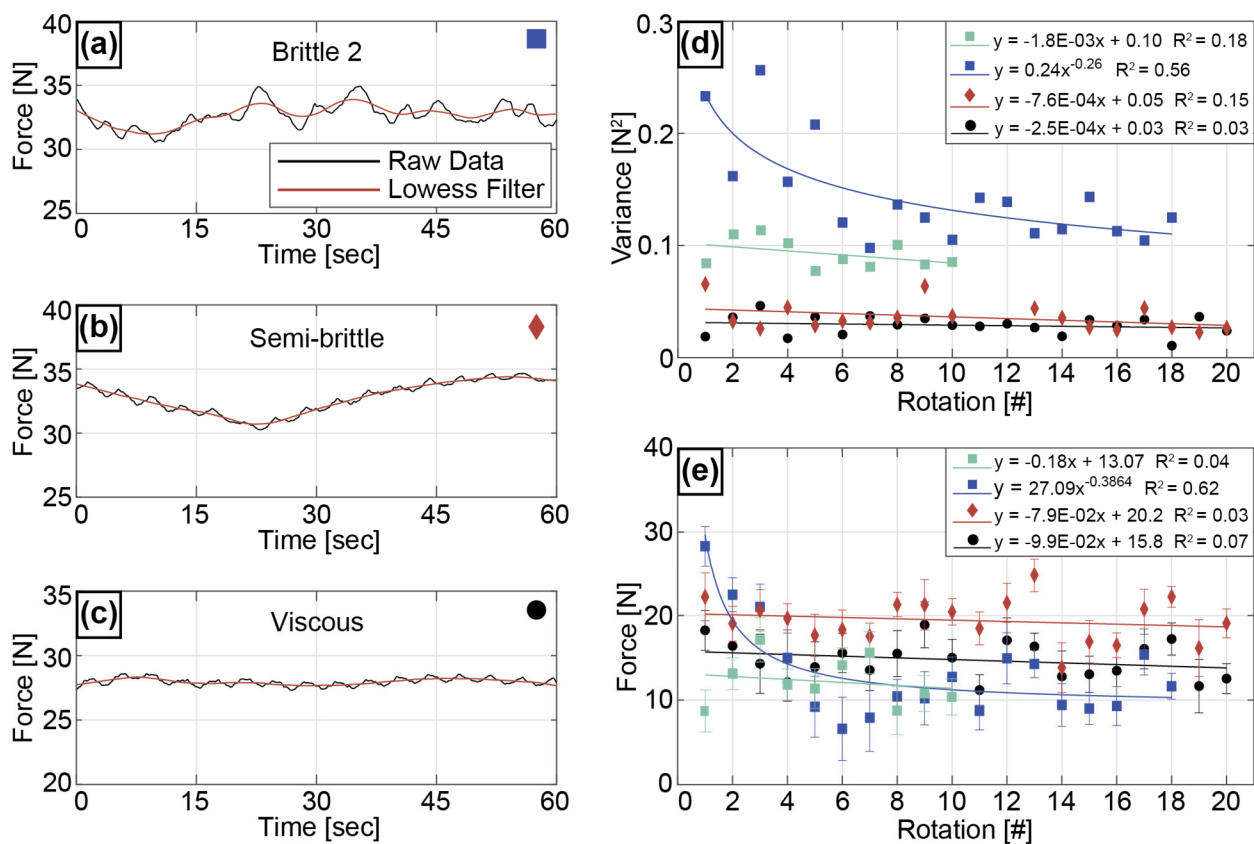 (a)
Brittle 2
40
35
30
25
Force [N]
Raw Data
Lowess Filter
0
15
30
45
60
Time [sec]
(b)
Semi-brittle
40
35
30
25
Force [N]
0
15
30
45
60
Time [sec]
(c)
Viscous
35
30
25
20
Force [N]
0
15
30
45
60
Time [sec]
(d)
y = -1.8E-03x + 0.10 R² = 0.18
y = 0.24x^-0.26 R² = 0.56
y = -7.6E-04x + 0.05 R² = 0.15
y = -2.5E-04x + 0.03 R² = 0.03
0.3
0.2
0.1
0
Variance [N²]
0 2 4 6 8 10 12 14 16 18 20
Rotation [#]
(e)
y = -0.18x + 13.07 R² = 0.04
y = 27.09x^-0.3864 R² = 0.62
y = -7.9E-02x + 20.2 R² = 0.03
y = -9.9E-02x + 15.8 R² = 0.07
40
30
20
10
0
Force [N]
0 2 4 6 8 10 12 14 16 18 20
Rotation [#]